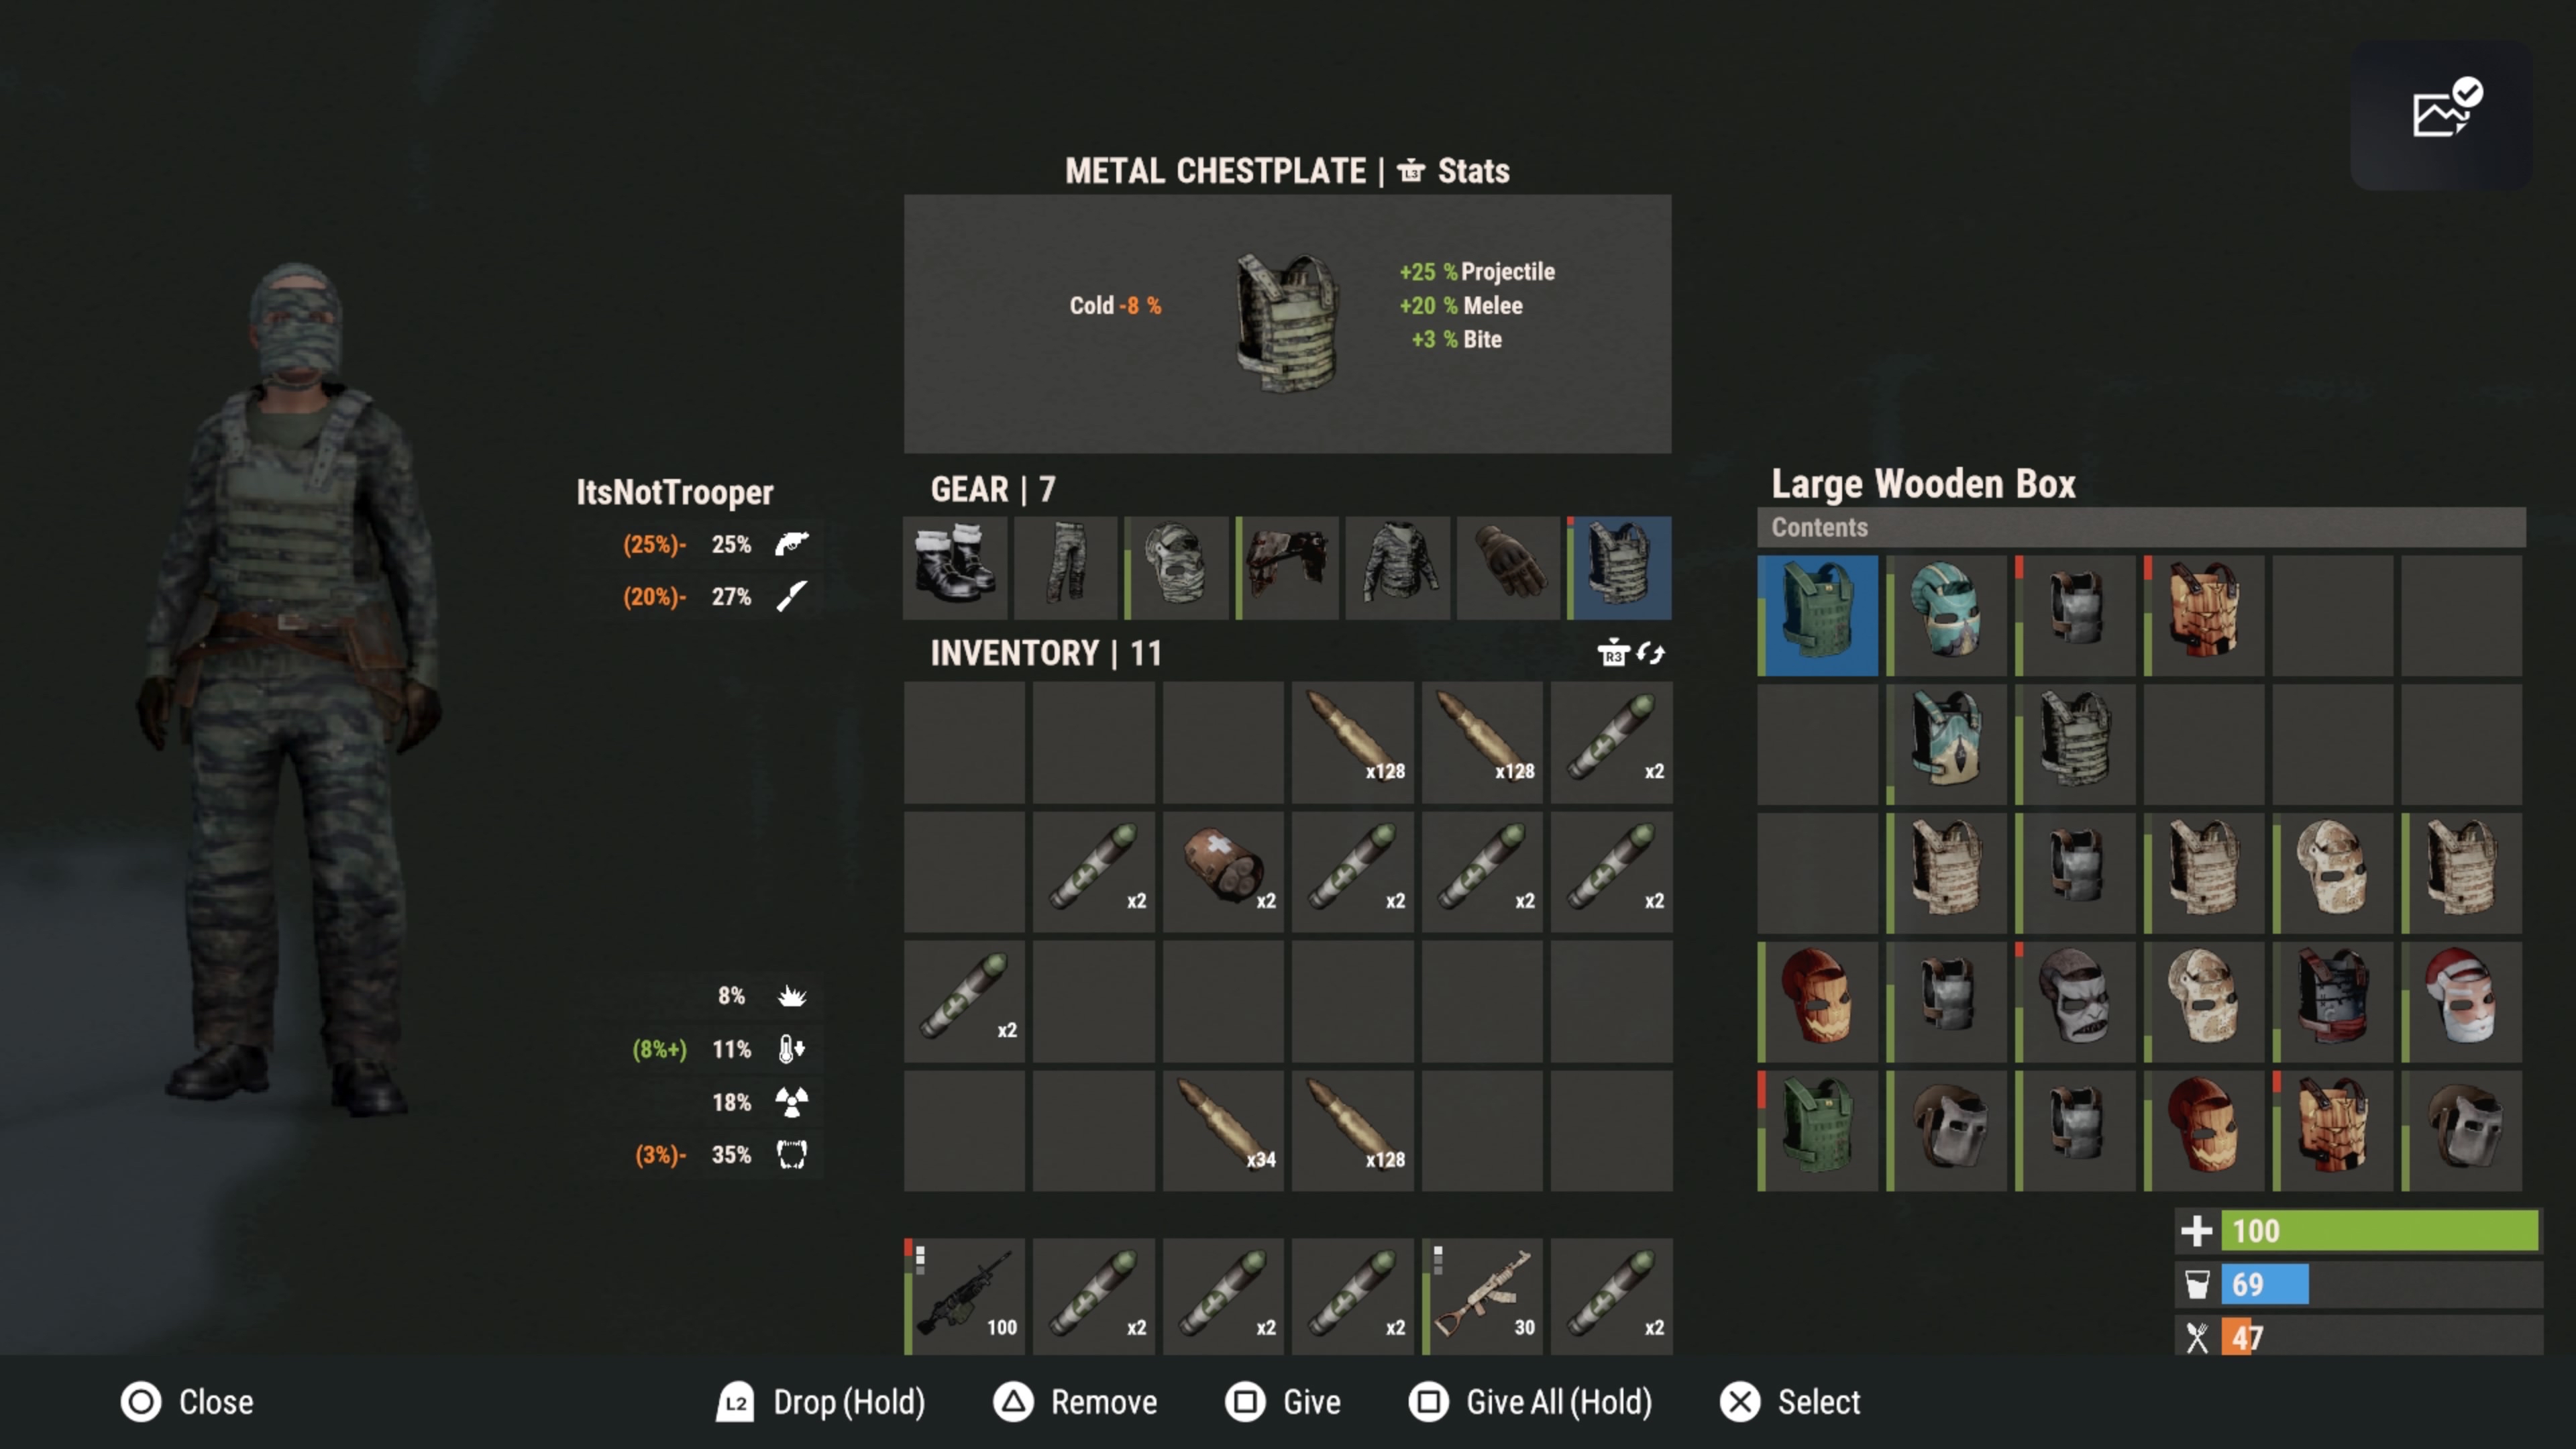 METAL CHESTPLATE | L3 Stats
Cold -8 %
+25 % Projectile
+20 % Melee
+3 % Bite
ItsNotTrooper
(25%)- 25%
(20%)- 27%
8%
(8%+) 11%
18%
(3%)- 35%
GEAR | 7
INVENTORY | 11
R3
x128 x128 x2
x2 x2 x2 x2 x2
x2
x34 x128
100 x2 x2 x2 30 x2
Large Wooden Box
Contents
100
69
47
Close L2 Drop (Hold) Remove Give Give All (Hold) Select